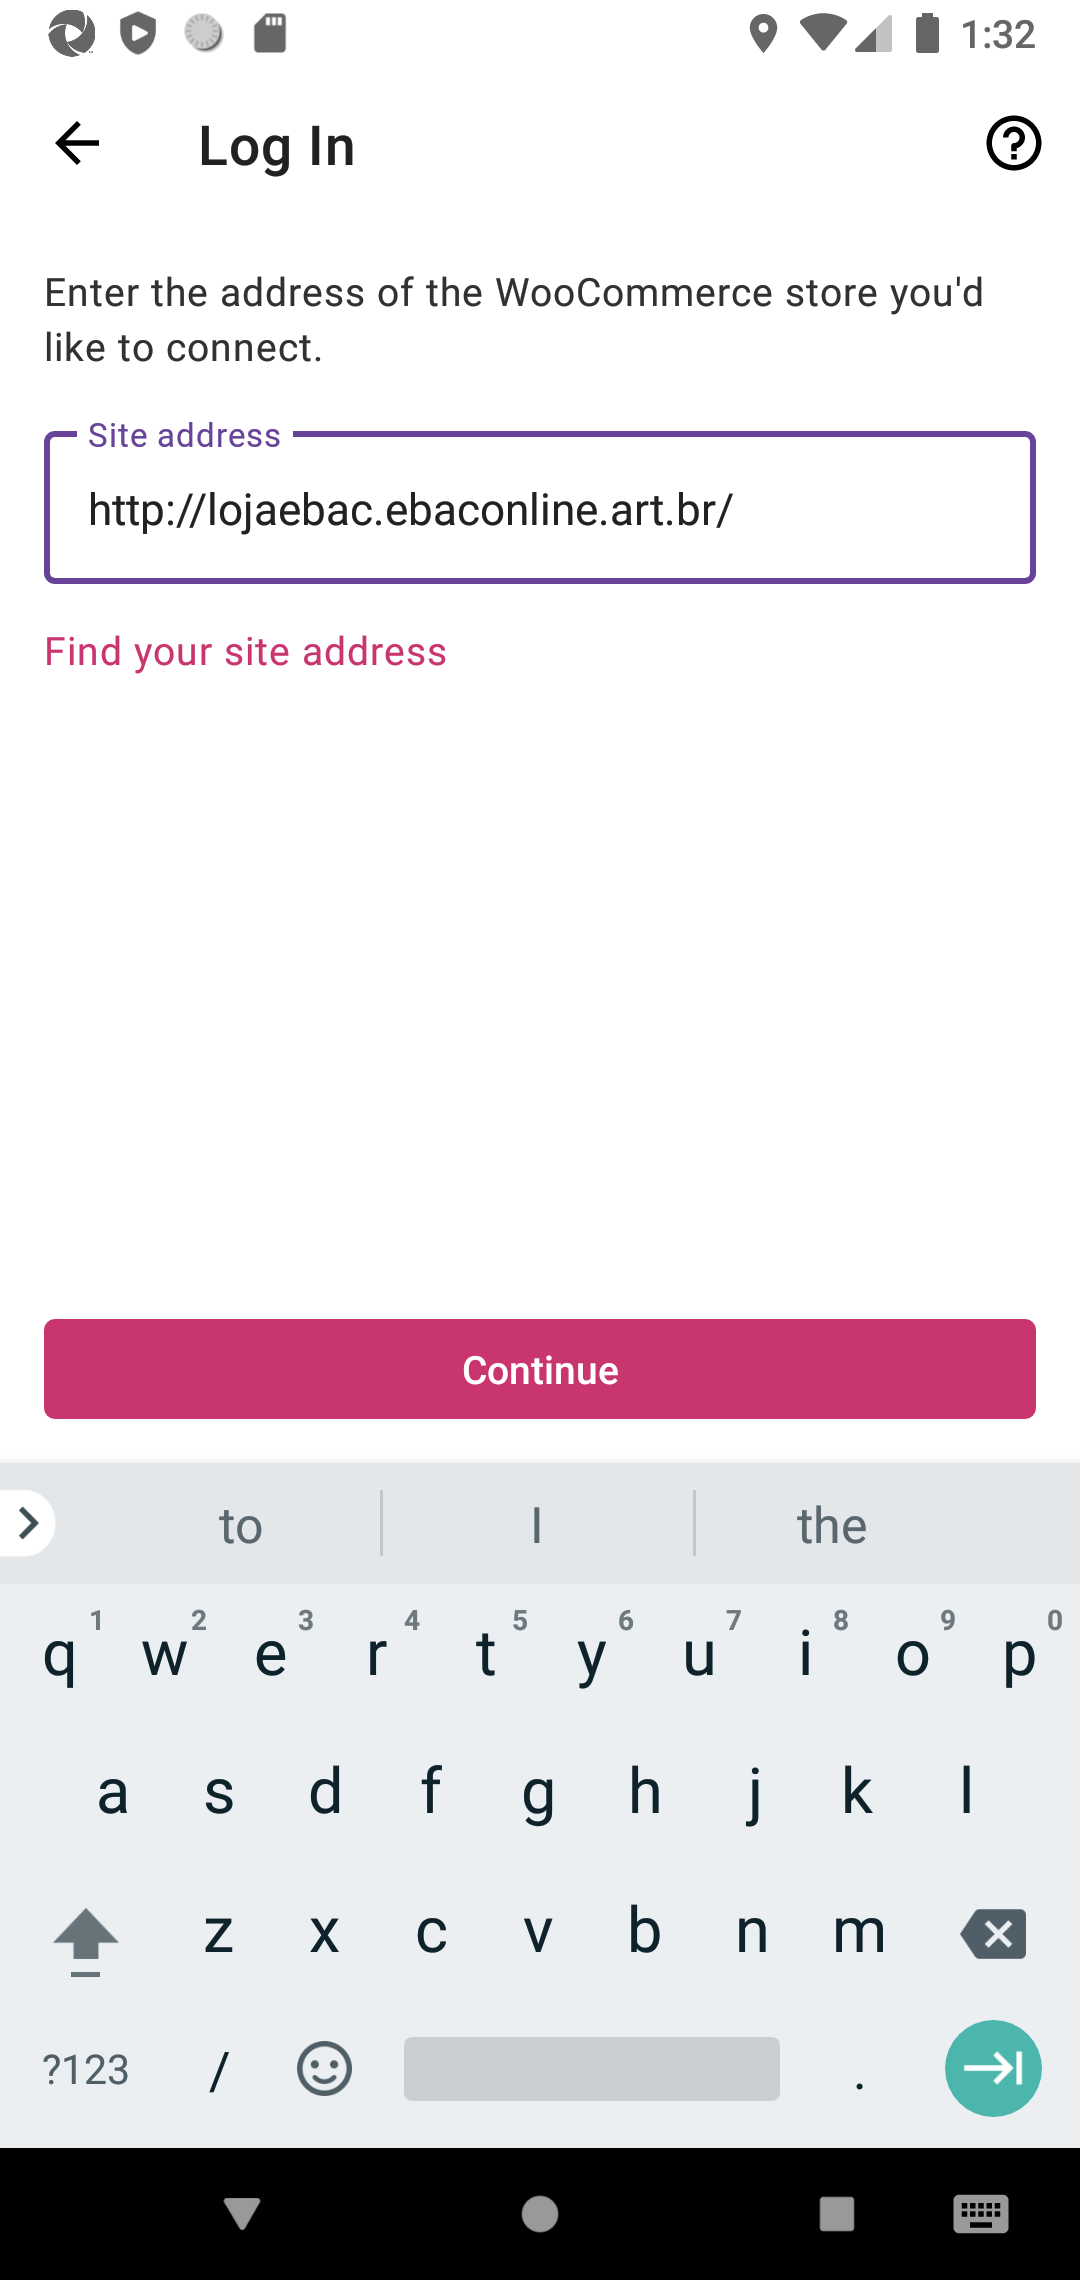 1:32
Log In
Enter the address of the WooCommerce store you'd
like to connect.
Site address
http://lojaebac.ebaconline.art.br/
Find your site address
Continue
to I the
1 2 3 4 5 6 7 8 9 0
q w e r t y u i o p
a s d f g h j k l
z x c v b n m
?123 / .